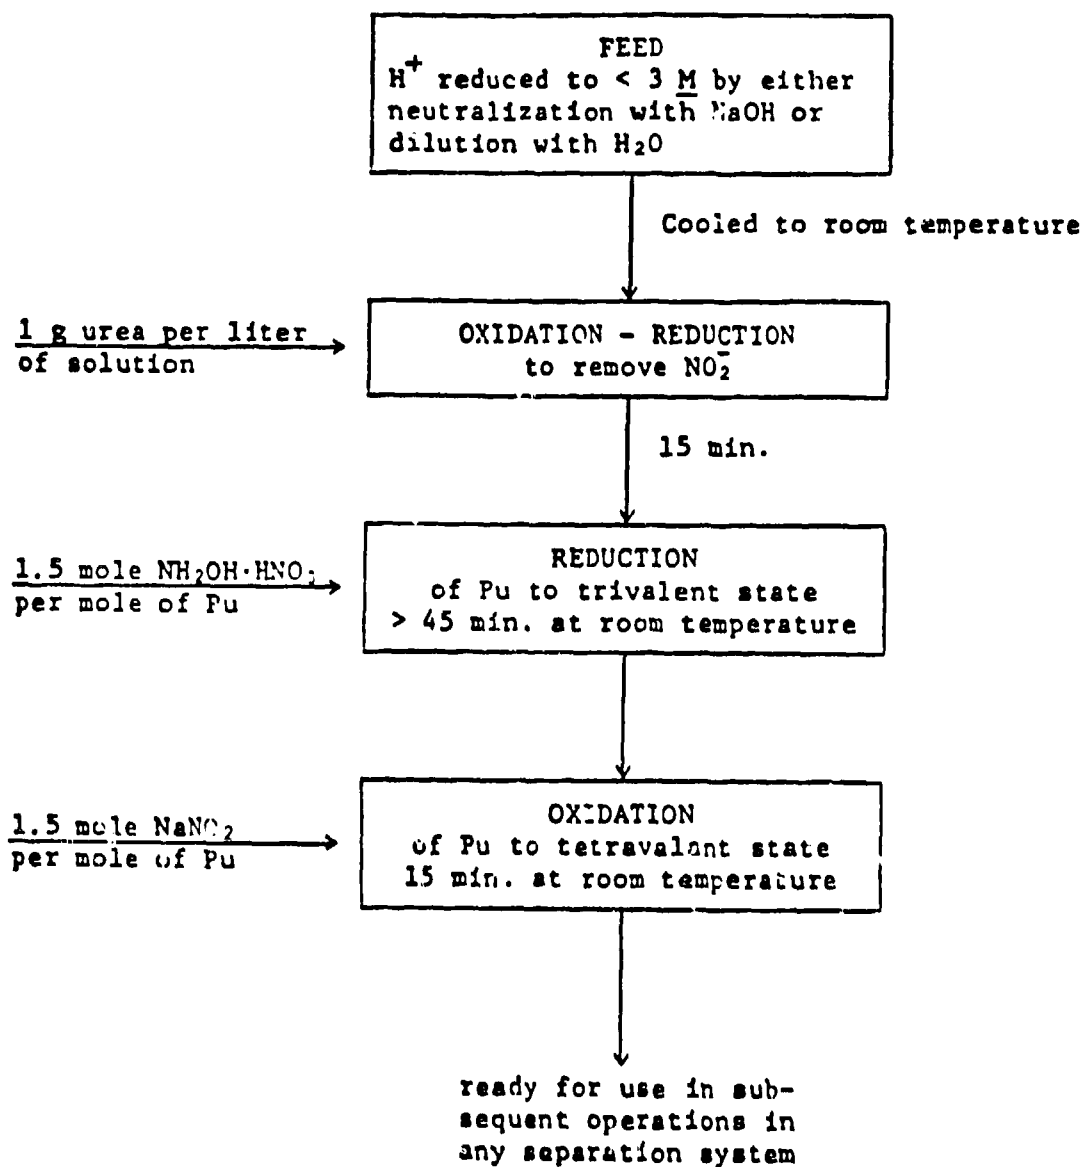 FEED
H+ reduced to < 3 M by either
neutralization with NaOH or
dilution with H2O
Cooled to room temperature
1 g urea per liter
of solution
OXIDATION - REDUCTION
to remove NO2-
15 min.
1.5 mole NH2OH·HNO3
per mole of Pu
REDUCTION
of Pu to trivalent state
> 45 min. at room temperature
1.5 mole NaNO2
per mole of Pu
OXIDATION
of Pu to tetravalent state
15 min. at room temperature
ready for use in sub-
sequent operations in
any separation system